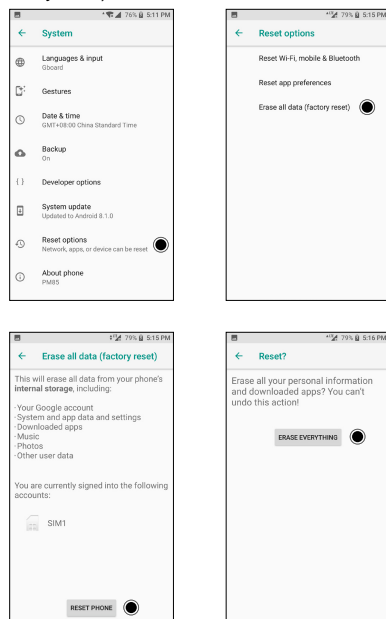 76% 5:11 PM
System
Languages & input
Gboard
Gestures
Date & time
GMT+08:00 China Standard Time
Backup
On
{ } Developer options
System update
Updated to Android 8.1.0
Reset options
Network, apps, or device can be reset
About phone
PM85
79% 5:15 PM
Reset options
Reset Wi-Fi, mobile & Bluetooth
Reset app preferences
Erase all data (factory reset)
79% 5:15 PM
Erase all data (factory reset)
This will erase all data from your phone's
internal storage, including:
·Your Google account
·System and app data and settings
·Downloaded apps
·Music
·Photos
·Other user data
You are currently signed into the following
accounts:
SIM1
RESET PHONE
79% 5:16 PM
Reset?
Erase all your personal information
and downloaded apps? You can't
undo this action!
ERASE EVERYTHING